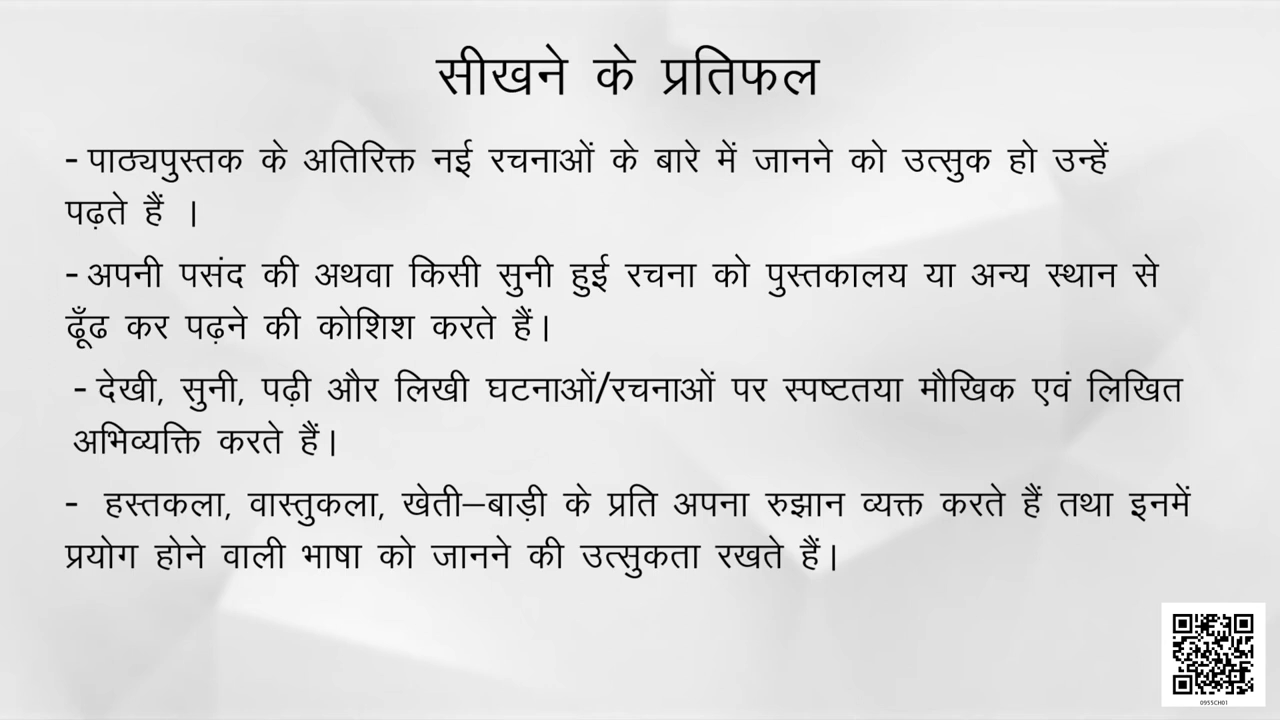 सीखने के प्रतिफल
- पाठ्यपुस्तक के अतिरिक्त नई रचनाओं के बारे में जानने को उत्सुक हो उन्हें
पढ़ते हैं ।
- अपनी पसंद की अथवा किसी सुनी हुई रचना को पुस्तकालय या अन्य स्थान से
ढूँढ कर पढ़ने की कोशिश करते हैं।
- देखी, सुनी, पढ़ी और लिखी घटनाओं/रचनाओं पर स्पष्टतया मौखिक एवं लिखित
अभिव्यक्ति करते हैं।
- हस्तकला, वास्तुकला, खेती–बाड़ी के प्रति अपना रुझान व्यक्त करते हैं तथा इनमें
प्रयोग होने वाली भाषा को जानने की उत्सुकता रखते हैं।
0955CH01